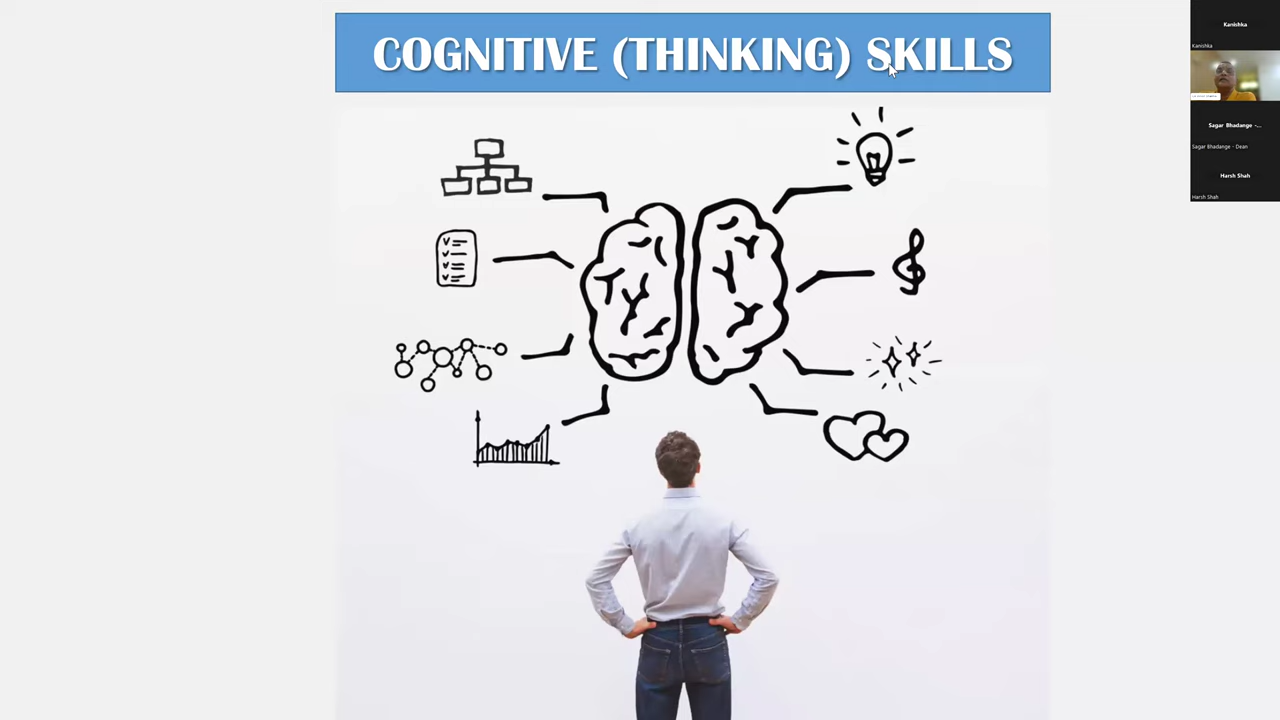 COGNITIVE (THINKING) SKILLS
Kanishka
Kanishka
Sagar Bhadange -...
Sagar Bhadange - Dean
Harsh Shah
Harsh Shah